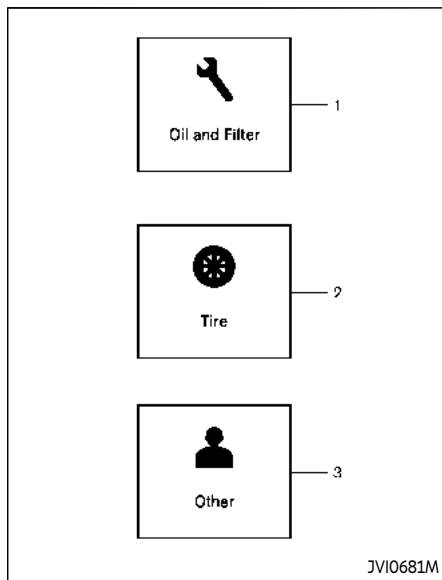 Oil and Filter
1
Tire
2
Other
3
JVI0681M